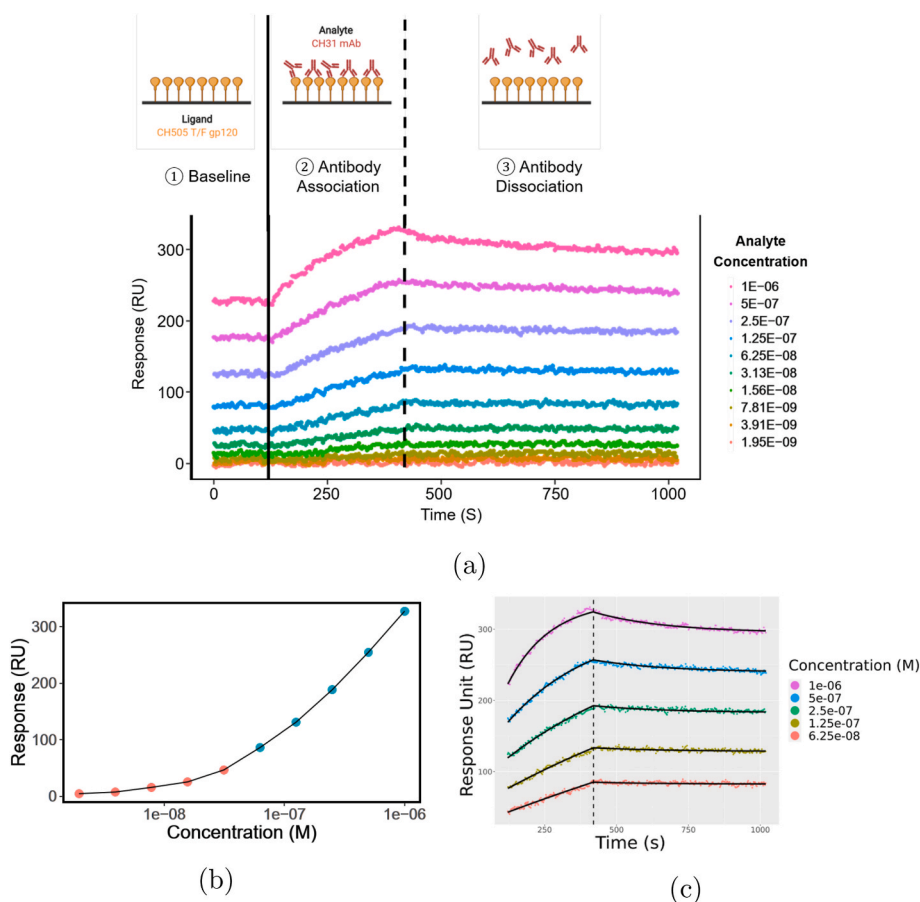 Analyte
CH31 mAb
Ligand
CH505 T/F gp120
① Baseline
② Antibody
Association
③ Antibody
Dissociation
Response (RU)
300
200
100
0
0
250
500
750
1000
Time (S)
Analyte
Concentration
1E−06
5E−07
2.5E−07
1.25E−07
6.25E−08
3.13E−08
1.56E−08
7.81E−09
3.91E−09
1.95E−09
(a)
Response (RU)
300
200
100
0
1e−08
1e−07
1e−06
Concentration (M)
(b)
Response Unit (RU)
300
200
100
250
500
750
1000
Time (s)
Concentration (M)
1e-06
5e-07
2.5e-07
1.25e-07
6.25e-08
(c)